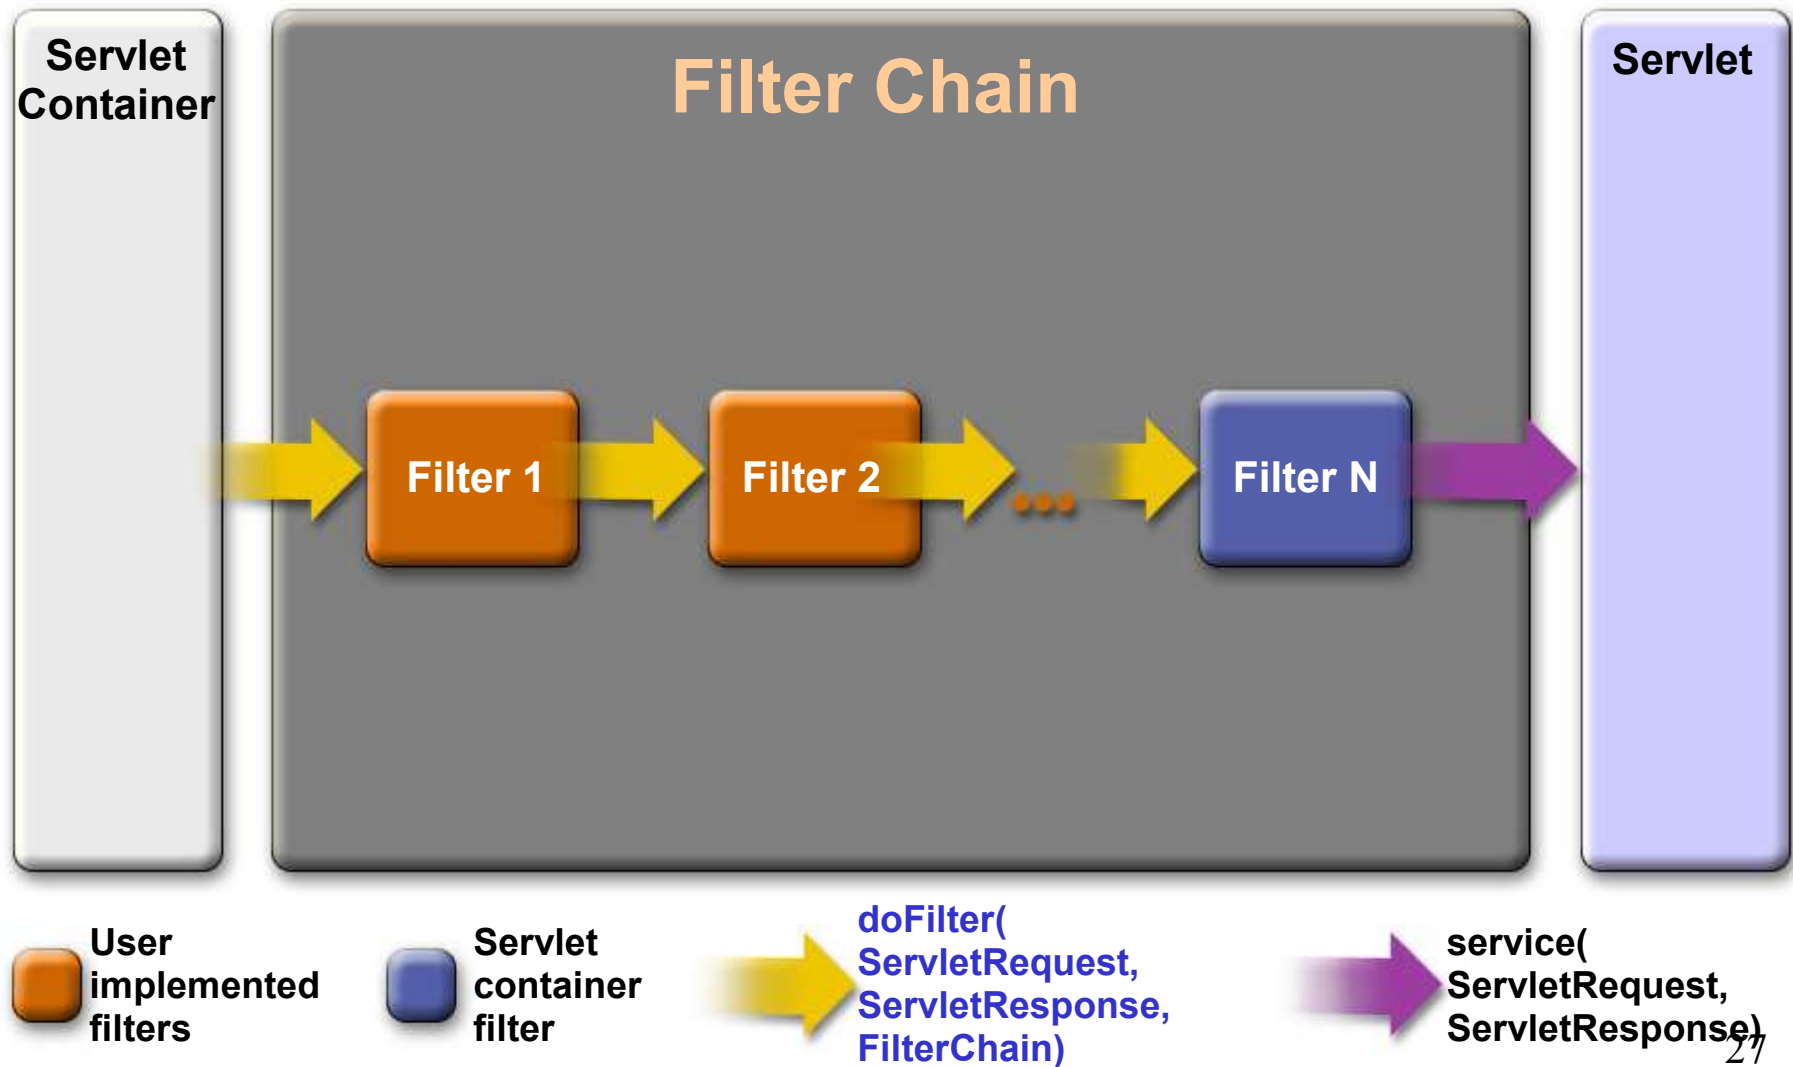 Servlet
Container
Filter Chain
Servlet
Filter 1
Filter 2
...
Filter N
User
implemented
filters
Servlet
container
filter
doFilter(
ServletRequest,
ServletResponse,
FilterChain)
service(
ServletRequest,
ServletResponse)
27